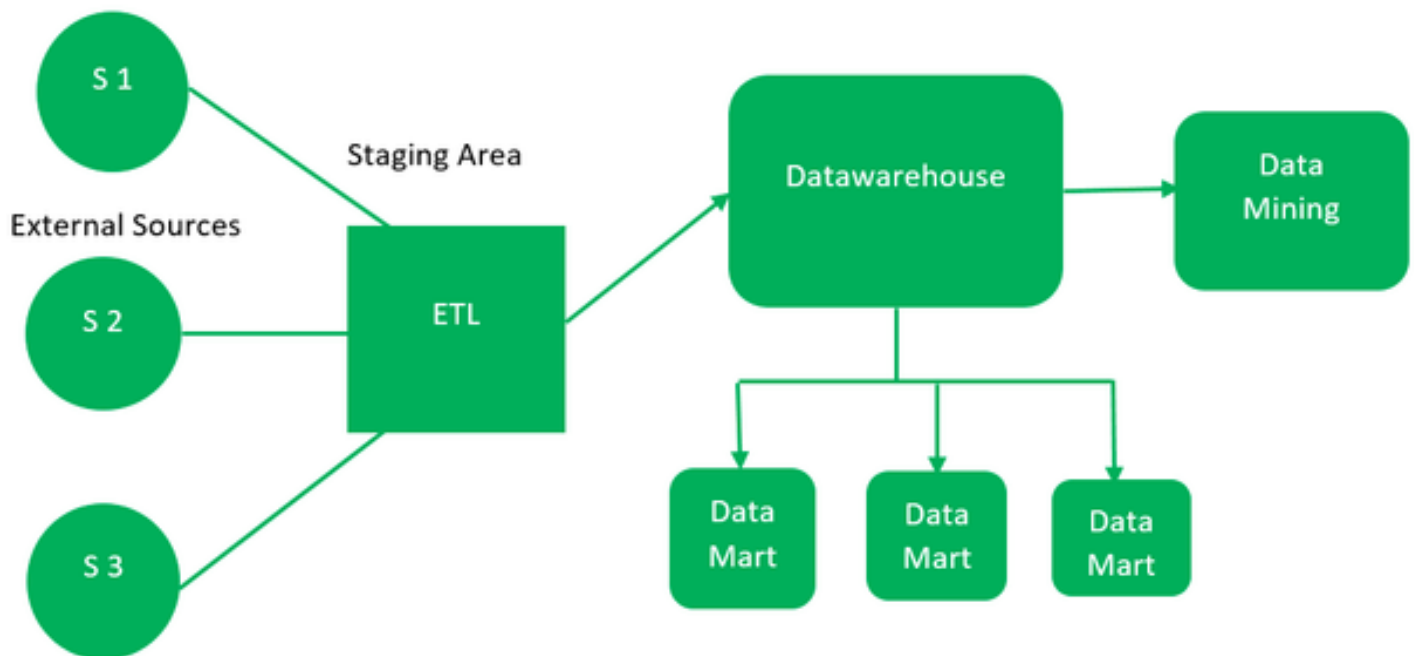 S 1
Staging Area
External Sources
S 2
ETL
S 3
Datawarehouse
Data
Mining
Data
Mart
Data
Mart
Data
Mart